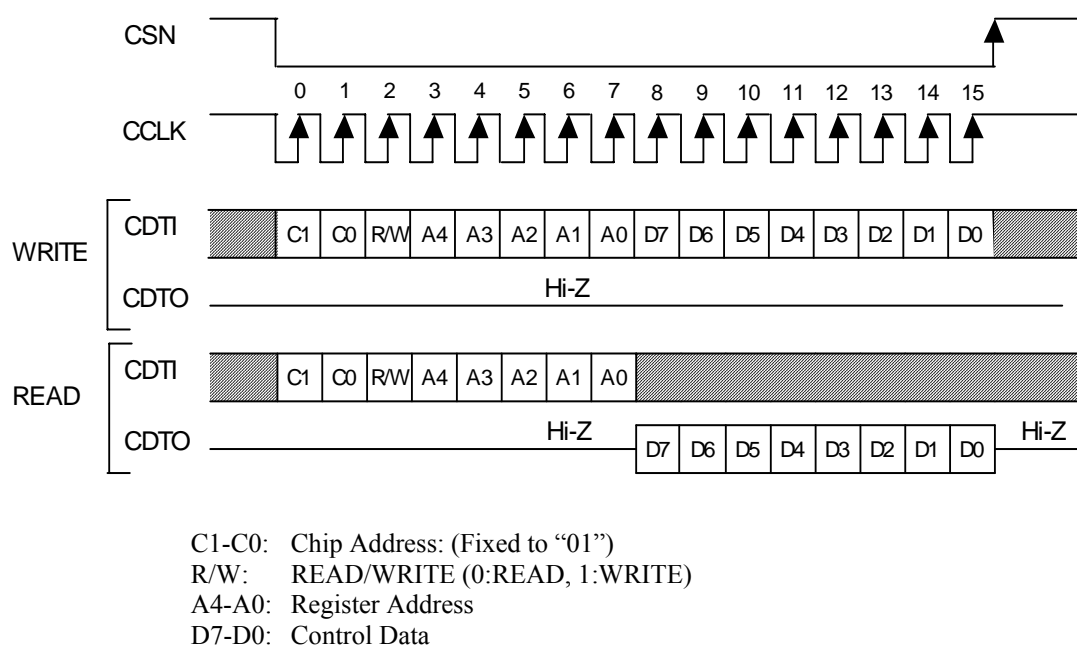 CSN
0 1 2 3 4 5 6 7 8 9 10 11 12 13 14 15
CCLK
WRITE
CDTI
C1 C0 R/W A4 A3 A2 A1 A0 D7 D6 D5 D4 D3 D2 D1 D0
CDTO
Hi-Z
READ
CDTI
C1 C0 R/W A4 A3 A2 A1 A0
CDTO
Hi-Z
D7 D6 D5 D4 D3 D2 D1 D0
Hi-Z
C1-C0: Chip Address: (Fixed to “01”)
R/W: READ/WRITE (0:READ, 1:WRITE)
A4-A0: Register Address
D7-D0: Control Data